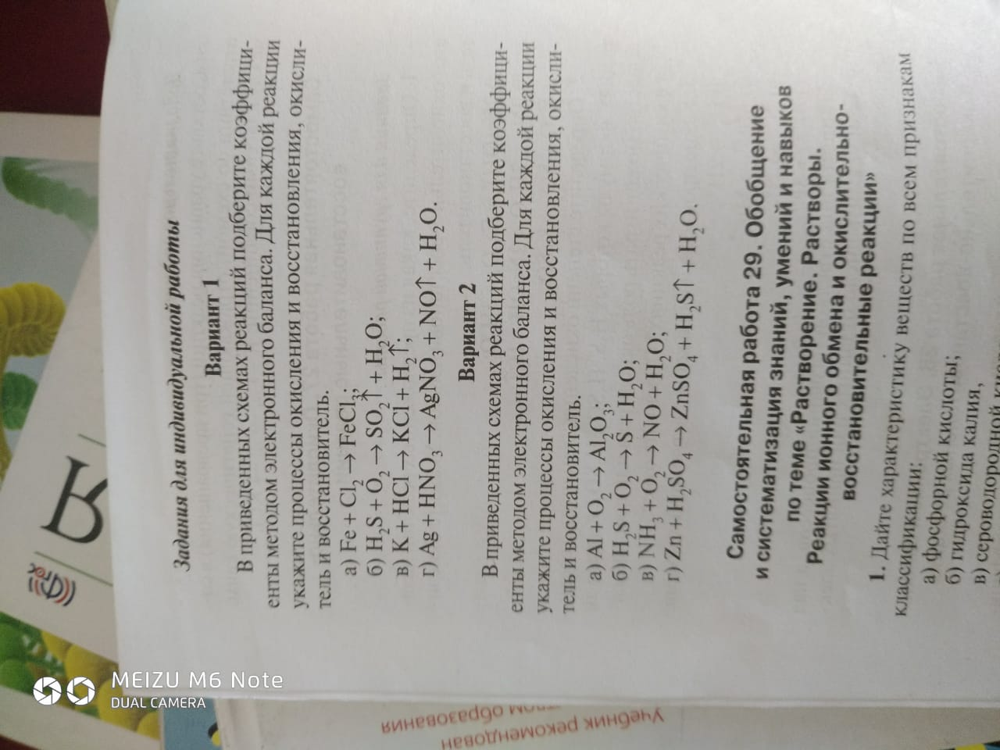 Задания для индивидуальной работы
Вариант 1
В приведенных схемах реакций подберите коэффици-
енты методом электронного баланса. Для каждой реакции
укажите процессы окисления и восстановления, окисли-
тель и восстановитель.
а) Fe + Cl₂ → FeCl₃;
б) H₂S + O₂ → SO₂↑ + H₂O;
в) K + HCl → KCl + H₂↑;
г) Ag + HNO₃ → AgNO₃ + NO↑ + H₂O.
Вариант 2
В приведенных схемах реакций подберите коэффици-
енты методом электронного баланса. Для каждой реакции
укажите процессы окисления и восстановления, окисли-
тель и восстановитель.
а) Al + O₂ → Al₂O₃;
б) H₂S + O₂ → S + H₂O;
в) NH₃ + O₂ → NO + H₂O;
г) Zn + H₂SO₄ → ZnSO₄ + H₂S↑ + H₂O.
Самостоятельная работа 29. Обобщение
и систематизация знаний, умений и навыков
по теме «Растворение. Растворы.
Реакции ионного обмена и окислительно-
восстановительные реакции»
1. Дайте характеристику веществ по всем признакам
классификации:
а) фосфорной кислоты;
б) гидроксида калия,
в) сероводородной
Учебник рекомендован
образования
MEIZU M6 Note
DUAL CAMERA